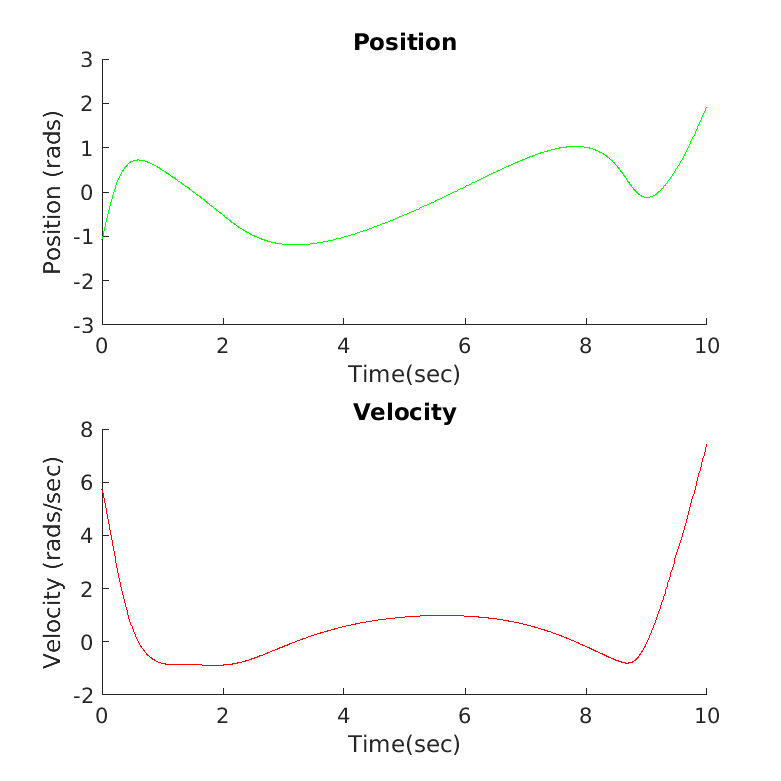 Position
3
2
1
0
-1
-2
-3
Position (rads)
0 2 4 6 8 10
Time(sec)
Velocity
8
6
4
2
0
-2
Velocity (rads/sec)
0 2 4 6 8 10
Time(sec)